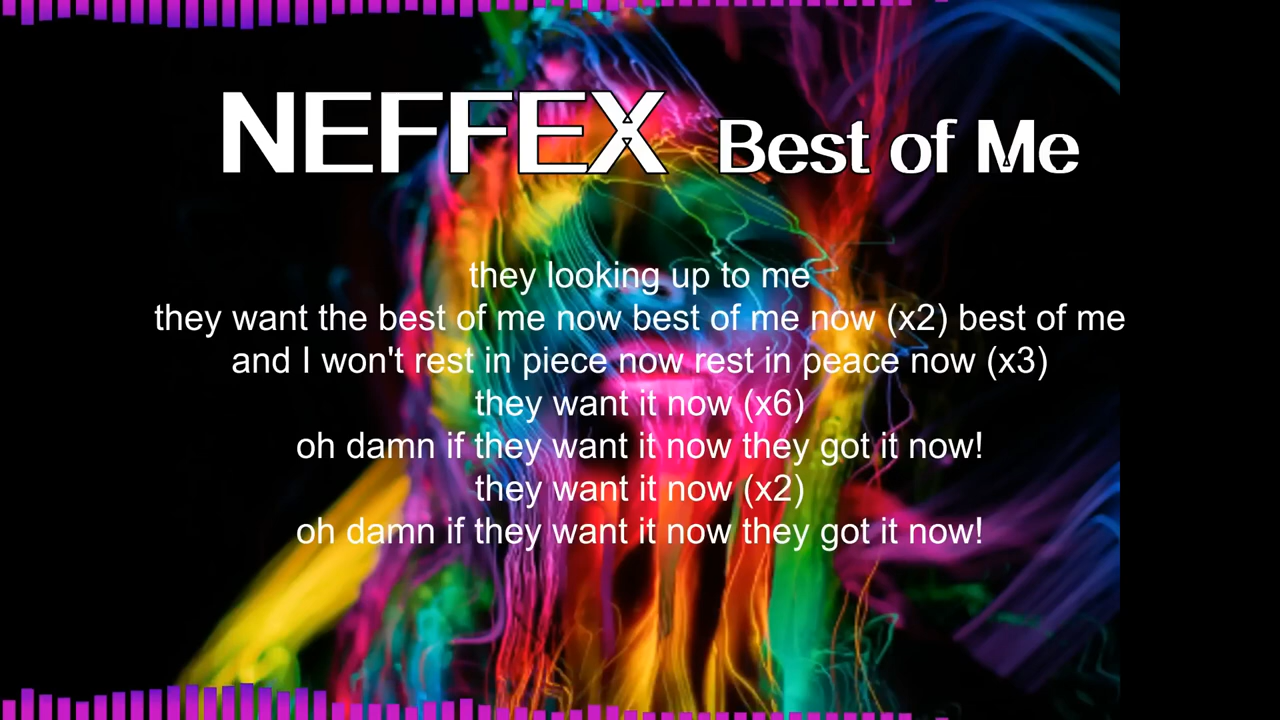 NEFFEX Best of Me
they looking up to me
they want the best of me now best of me now (x2) best of me
and I won't rest in piece now rest in peace now (x3)
they want it now (x6)
oh damn if they want it now they got it now!
they want it now (x2)
oh damn if they want it now they got it now!